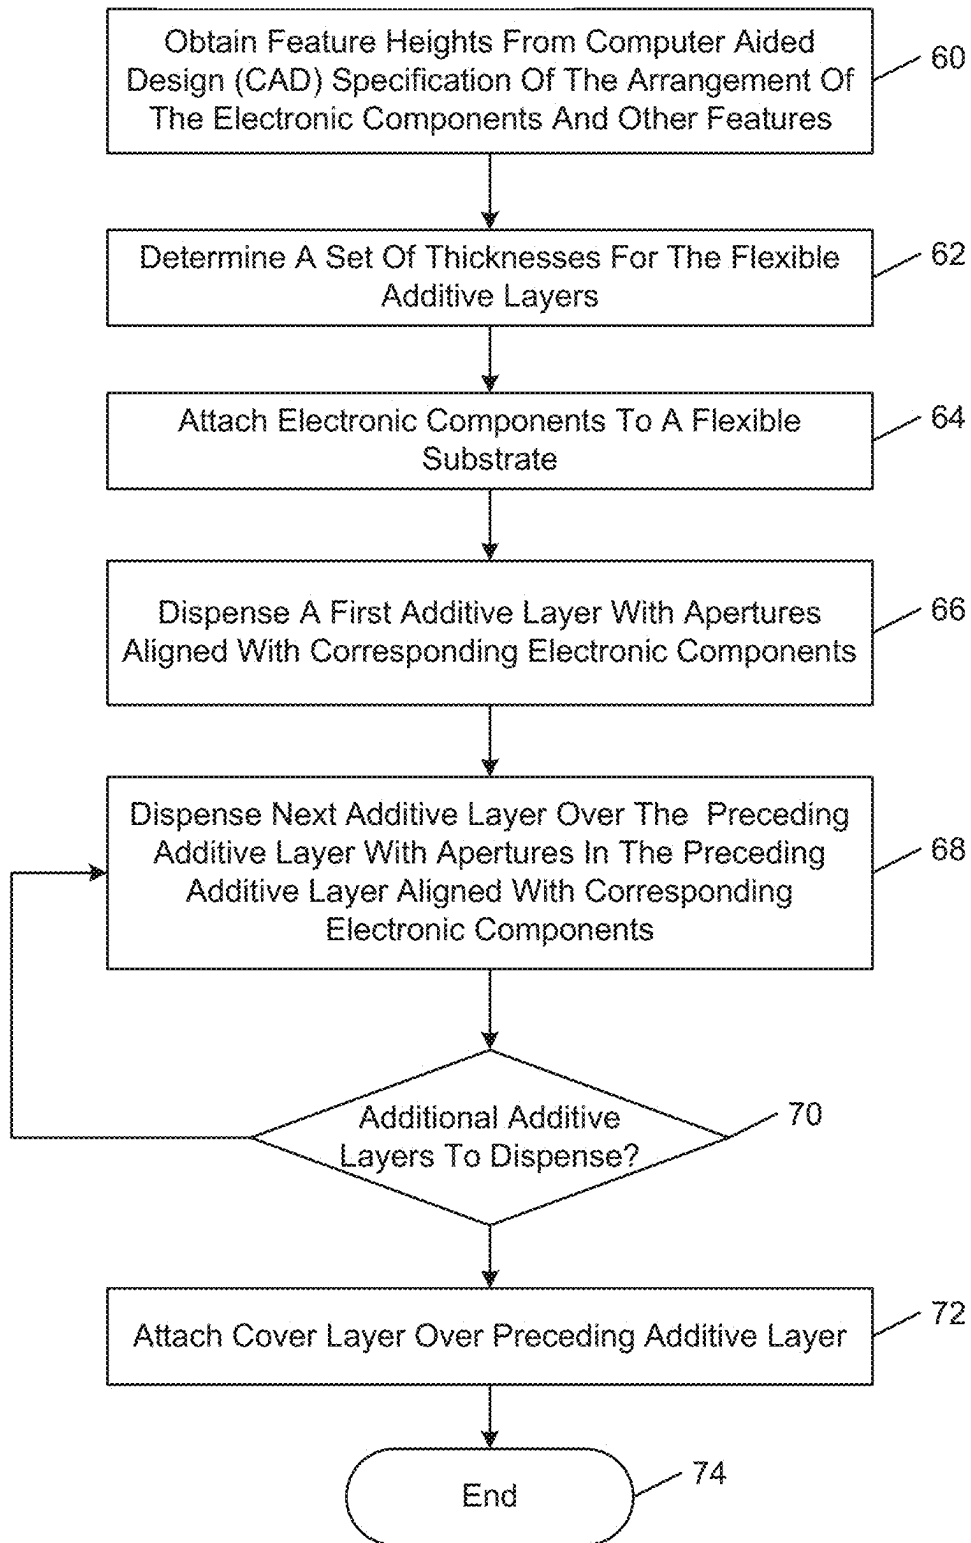 Obtain Feature Heights From Computer Aided
Design (CAD) Specification Of The Arrangement Of
The Electronic Components And Other Features
60
Determine A Set Of Thicknesses For The Flexible
Additive Layers
62
Attach Electronic Components To A Flexible
Substrate
64
Dispense A First Additive Layer With Apertures
Aligned With Corresponding Electronic Components
66
Dispense Next Additive Layer Over The Preceding
Additive Layer With Apertures In The Preceding
Additive Layer Aligned With Corresponding
Electronic Components
68
Additional Additive
Layers To Dispense?
70
Attach Cover Layer Over Preceding Additive Layer
72
End
74